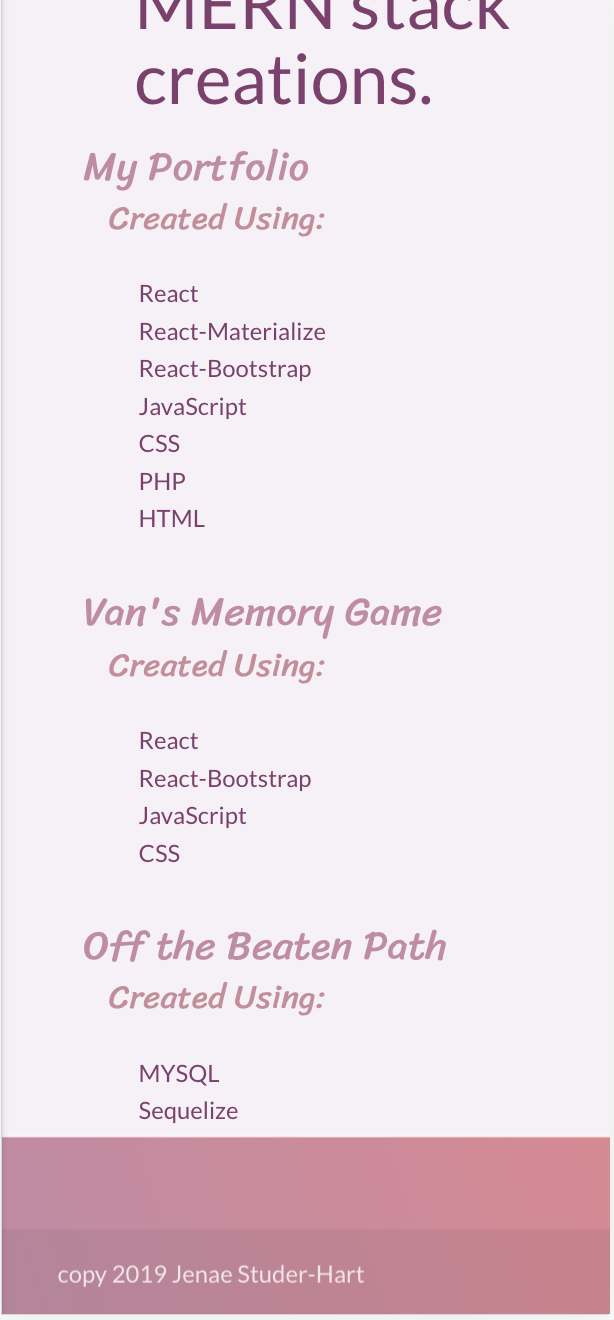 MERN stack
creations.
My Portfolio
Created Using:
React
React-Materialize
React-Bootstrap
JavaScript
CSS
PHP
HTML
Van's Memory Game
Created Using:
React
React-Bootstrap
JavaScript
CSS
Off the Beaten Path
Created Using:
MYSQL
Sequelize
copy 2019 Jenae Studer-Hart